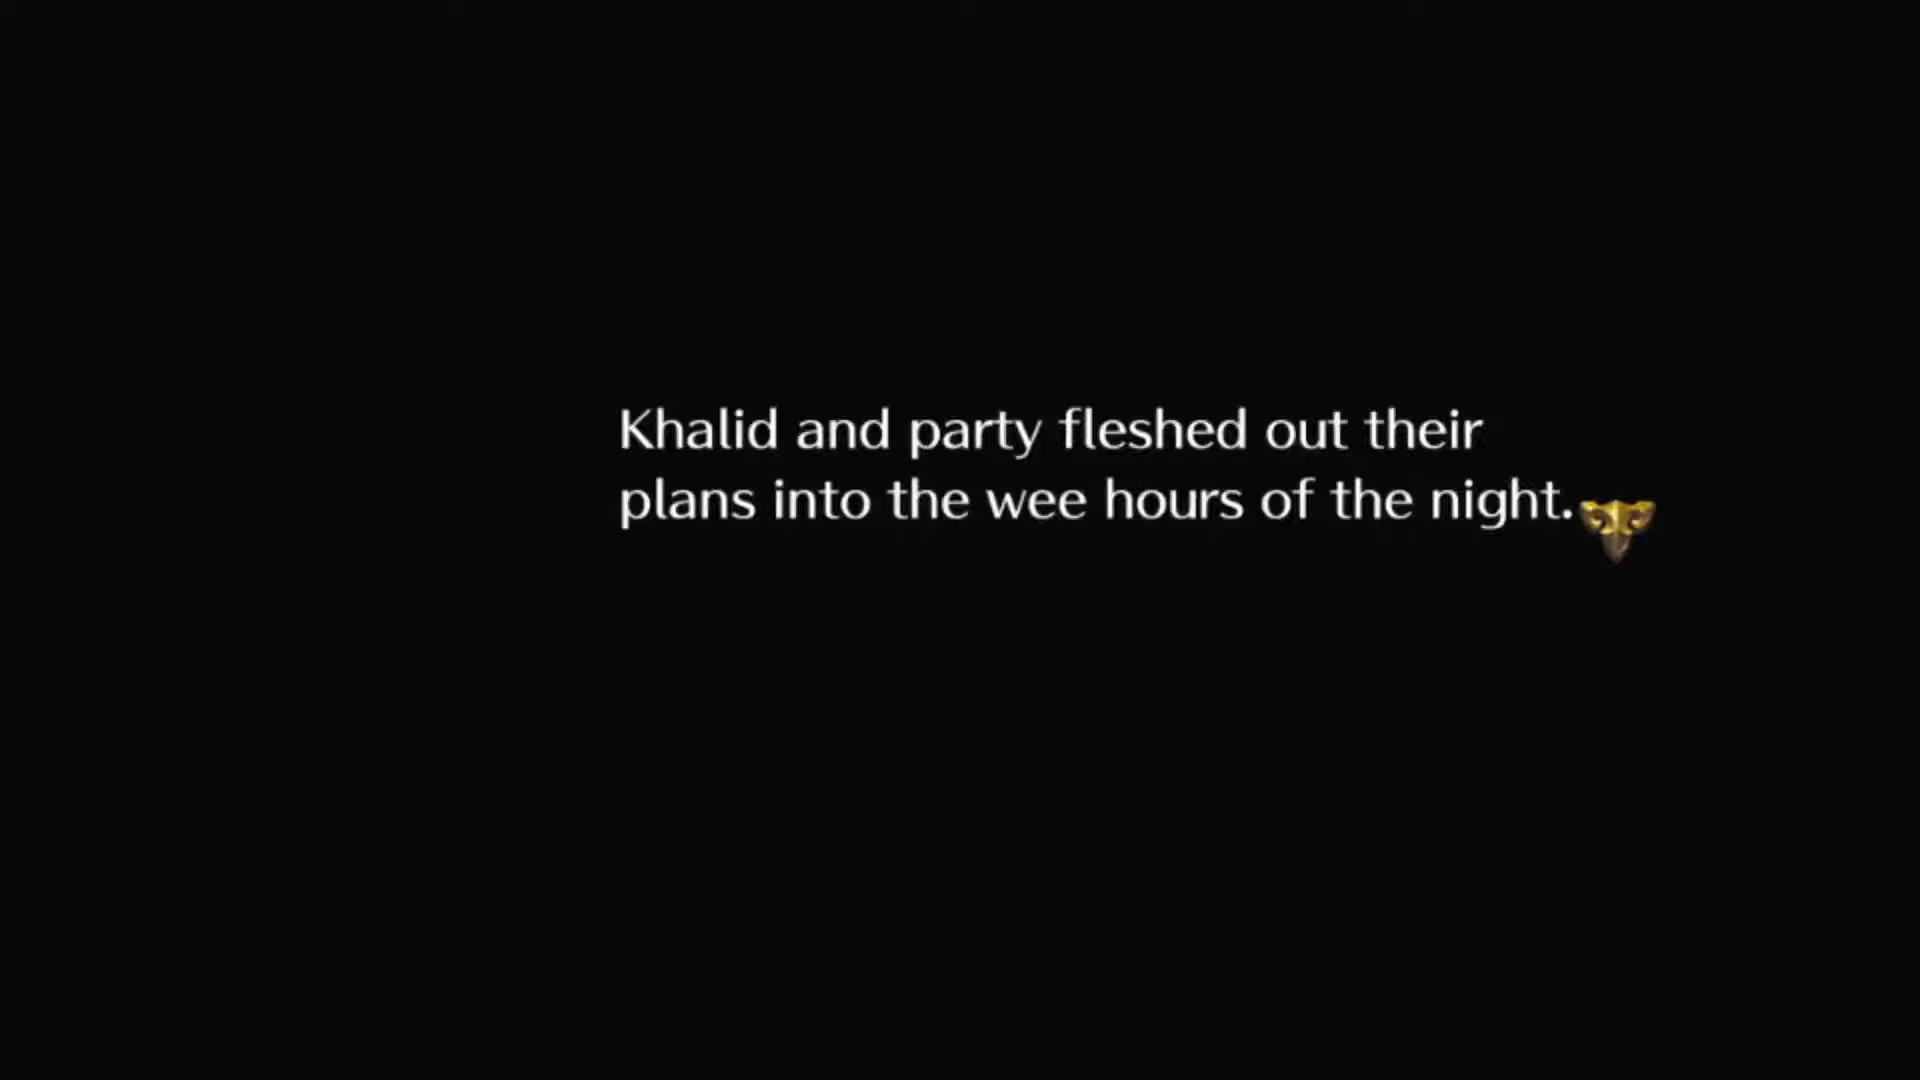 Khalid and party fleshed out their
plans into the wee hours of the night.